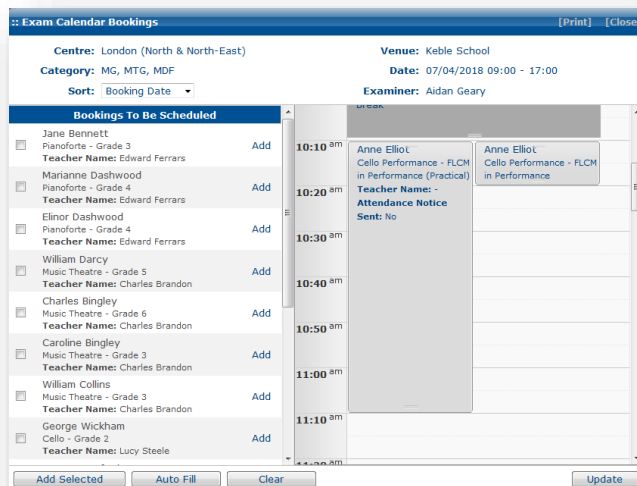 :: Exam Calendar Bookings [Print] [Close
Centre: London (North & North-East) Venue: Keble School
Category: MG, MTG, MDF Date: 07/04/2018 09:00 - 17:00
Sort: Booking Date Examiner: Aidan Geary
Bookings To Be Scheduled
Jane Bennett
Pianoforte - Grade 3 Add
Teacher Name: Edward Ferrars
Marianne Dashwood
Pianoforte - Grade 4 Add
Teacher Name: Edward Ferrars
Elinor Dashwood
Pianoforte - Grade 4 Add
Teacher Name: Edward Ferrars
William Darcy
Music Theatre - Grade 5 Add
Teacher Name: Charles Brandon
Charles Bingley
Music Theatre - Grade 6 Add
Teacher Name: Charles Brandon
Caroline Bingley
Music Theatre - Grade 3 Add
Teacher Name: Charles Brandon
William Collins
Music Theatre - Grade 3 Add
Teacher Name: Charles Brandon
George Wickham
Cello - Grade 2 Add
Teacher Name: Lucy Steele
break
10:10 am
10:20 am
10:30 am
10:40 am
10:50 am
11:00 am
11:10 am
11:20 am
Anne Elliot
Cello Performance - FLCM
in Performance (Practical)
Teacher Name: -
Attendance Notice
Sent: No
Anne Elliot
Cello Performance - FLCM
in Performance
Add Selected Auto Fill Clear Update